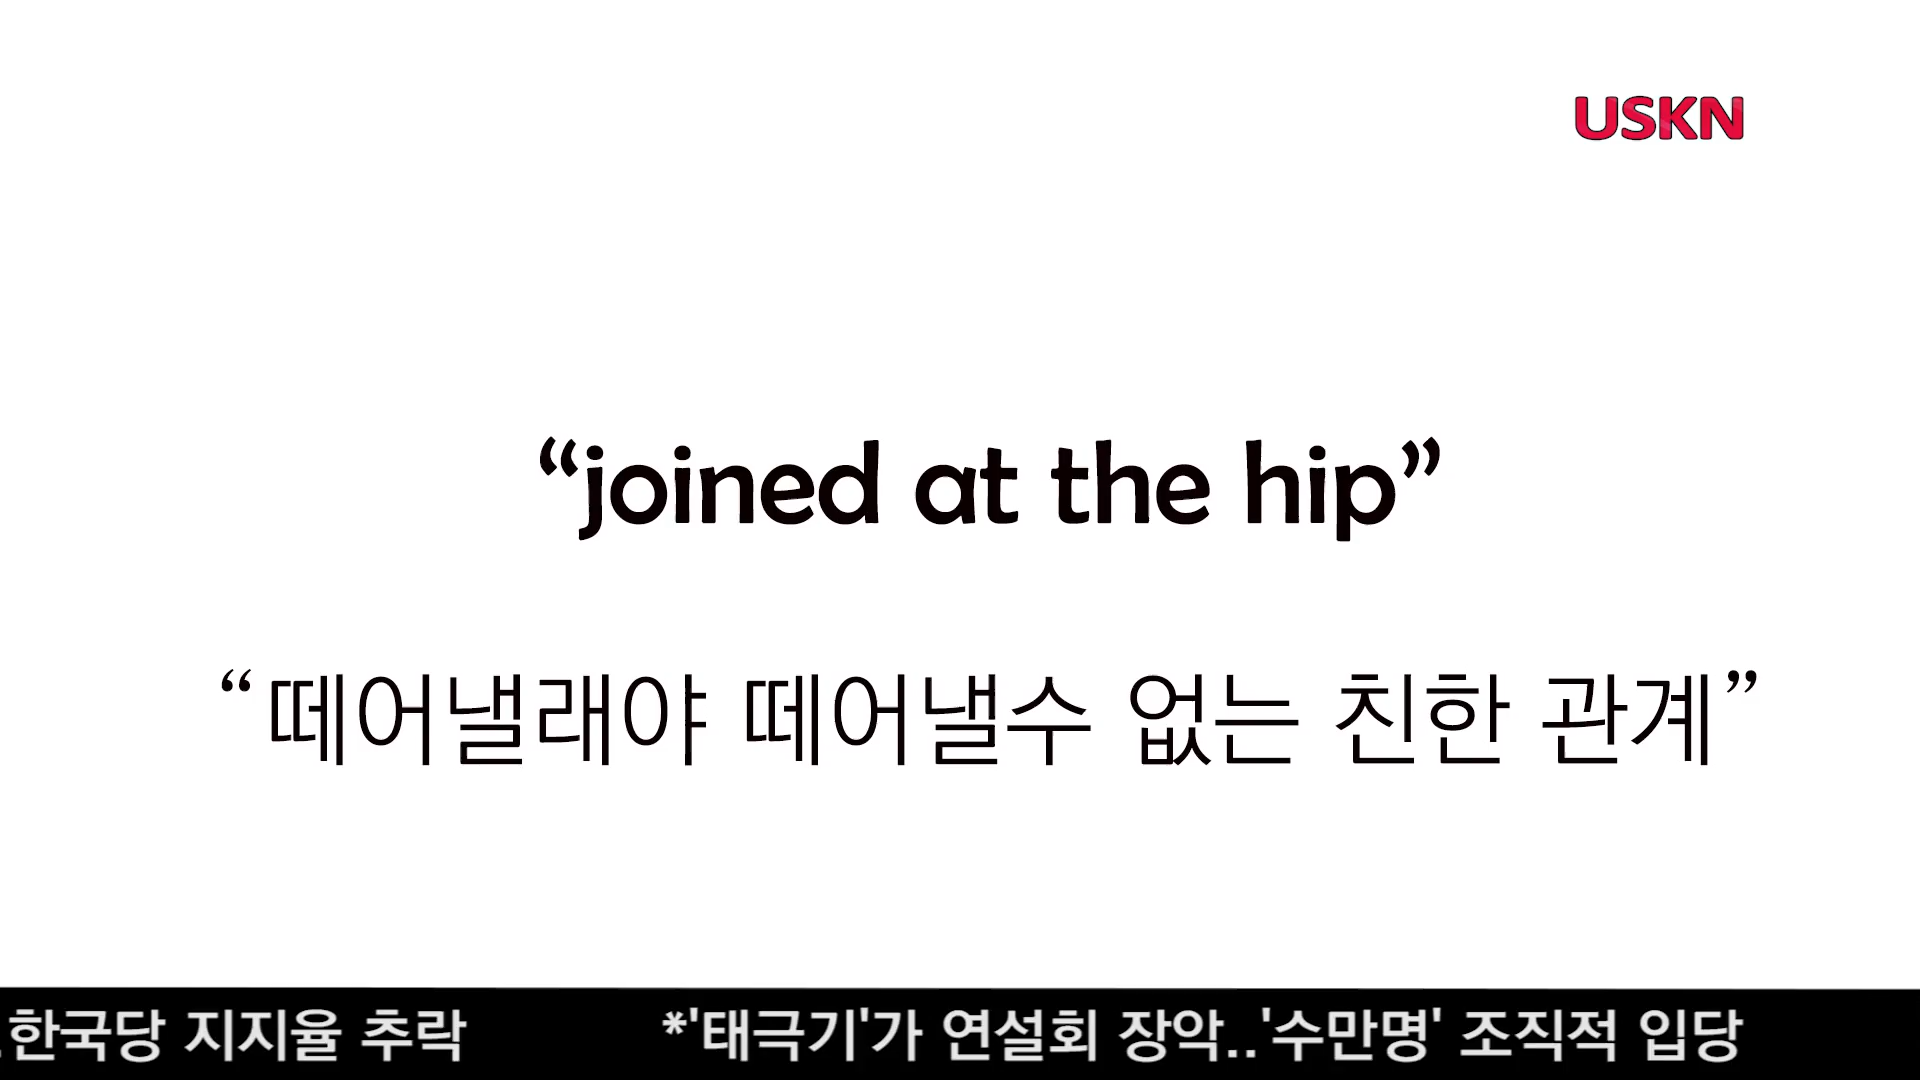 USKN
“joined at the hip”
“떼어낼래야 떼어낼수 없는 친한 관계”
.한국당 지지율 추락 *'태극기'가 연설회 장악..'수만명' 조직적 입당